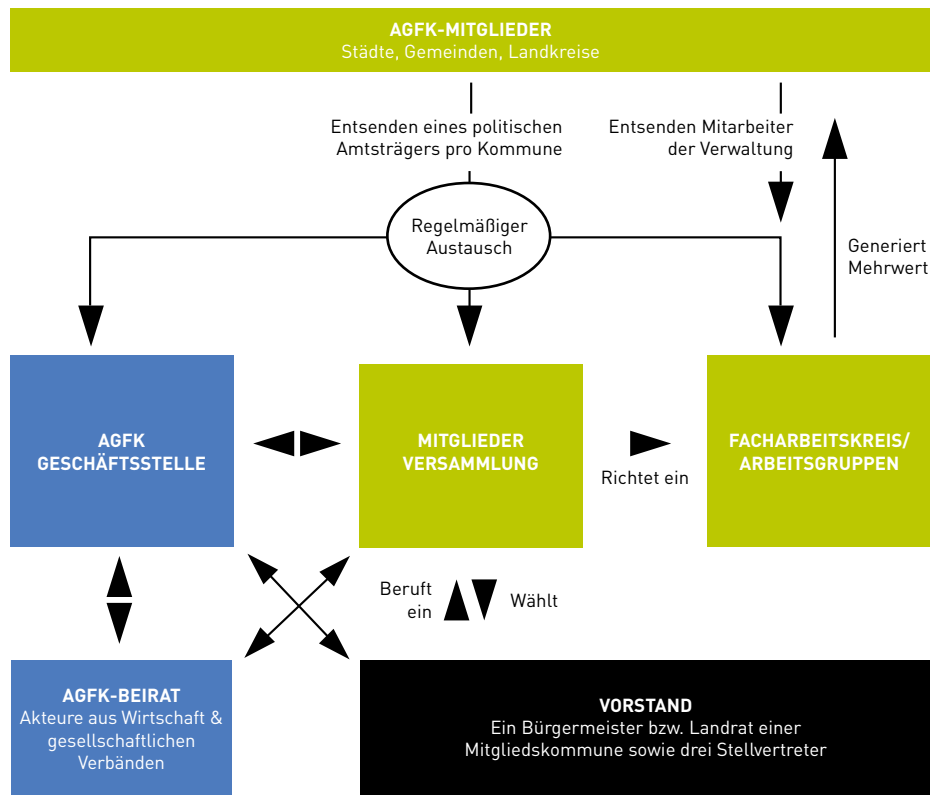 AGFK-MITGLIEDER
Städte, Gemeinden, Landkreise
Entsenden eines politischen
Amtsträgers pro Kommune
Entsenden Mitarbeiter
der Verwaltung
Regelmäßiger
Austausch
Generiert
Mehrwert
AGFK
GESCHÄFTSSTELLE
MITGLIEDER
VERSAMMLUNG
Richtet ein
FACHARBEITSKREIS/
ARBEITSGRUPPEN
Beruft
ein
Wählt
AGFK-BEIRAT
Akteure aus Wirtschaft &
gesellschaftlichen
Verbänden
VORSTAND
Ein Bürgermeister bzw. Landrat einer
Mitgliedskommune sowie drei Stellvertreter